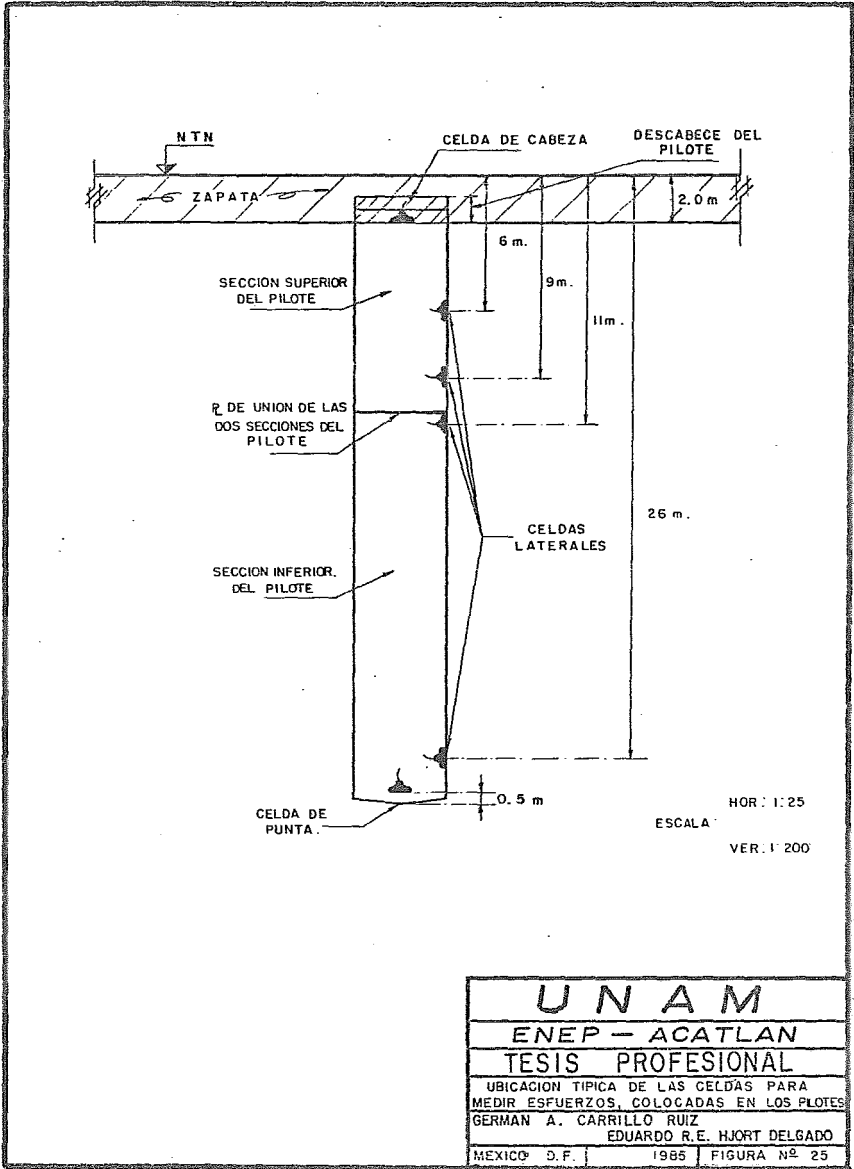 NTN
CELDA DE CABEZA
DESCABECE DEL
PILOTE
ZAPATA
2.0 m
6 m.
9m.
11m.
SECCION SUPERIOR
DEL PILOTE
PL DE UNION DE LAS
DOS SECCIONES DEL
PILOTE
26 m.
CELDAS
LATERALES
SECCION INFERIOR.
DEL PILOTE
0.5 m
CELDA DE
PUNTA.
HOR: 1:25
ESCALA
VER: 1:200
UNAM
ENEP - ACATLAN
TESIS PROFESIONAL
UBICACION TIPICA DE LAS CELDAS PARA
MEDIR ESFUERZOS, COLOCADAS EN LOS PILOTES
GERMAN A. CARRILLO RUIZ
EDUARDO R.E. HJORT DELGADO
MEXICO D.F. 1985 FIGURA Nº 25